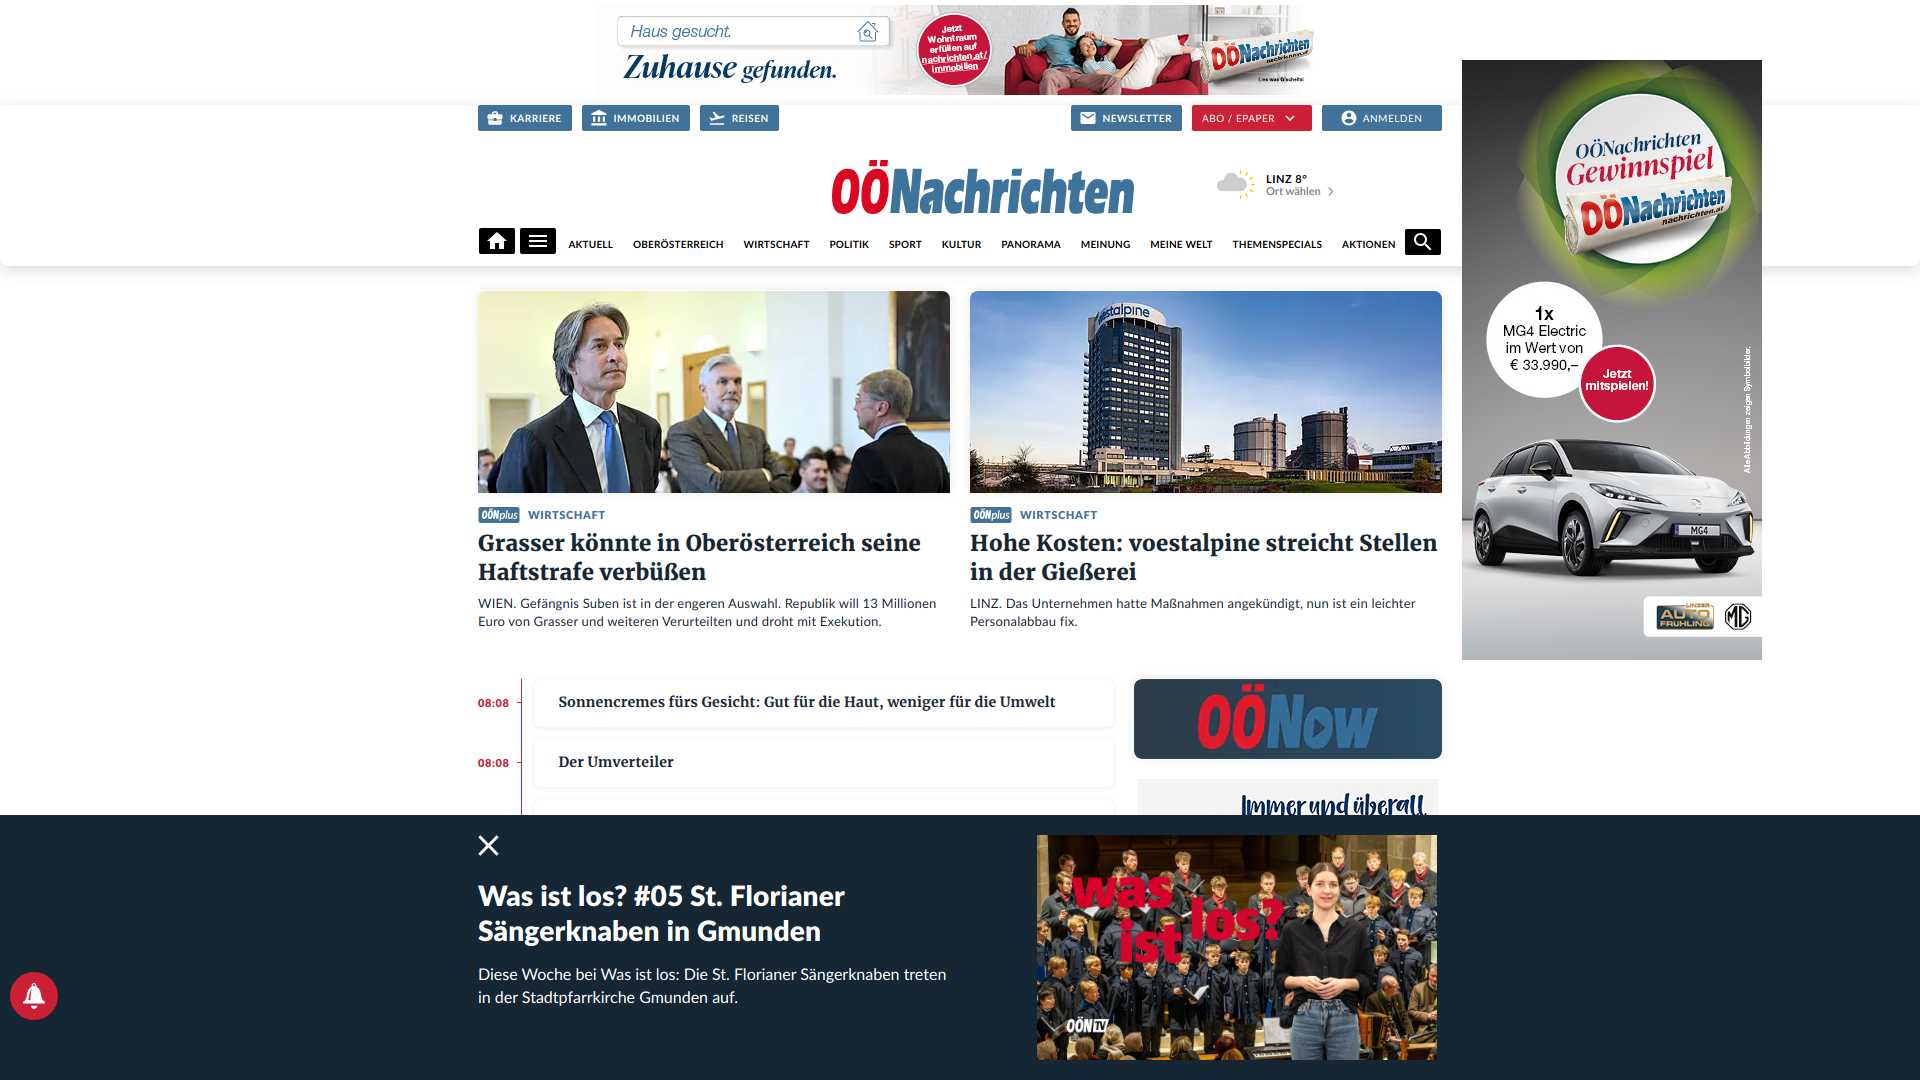 Haus gesucht.
Zuhause gefunden.
Jetzt
Wohntraum
erfüllen auf
nachrichten.at/
immobilien
OÖNachrichten
nachrichten.at
Lies was G'scheits!
KARRIERE
IMMOBILIEN
REISEN
NEWSLETTER
ABO / EPAPER
ANMELDEN
OÖNachrichten
LINZ 8°
Ort wählen
AKTUELL
OBERÖSTERREICH
WIRTSCHAFT
POLITIK
SPORT
KULTUR
PANORAMA
MEINUNG
MEINE WELT
THEMENSPECIALS
AKTIONEN
OÖNachrichten
Gewinnspiel
OÖNachrichten
nachrichten.at
1x
MG4 Electric
im Wert von
€ 33.990,–
Jetzt
mitspielen!
Alle Abbildungen zeigen Symbolbilder.
MG4
LINZER
AUTO
FRÜHLING
MG
voestalpine
OÖNplus WIRTSCHAFT
Grasser könnte in Oberösterreich seine
Haftstrafe verbüßen
WIEN. Gefängnis Suben ist in der engeren Auswahl. Republik will 13 Millionen
Euro von Grasser und weiteren Verurteilten und droht mit Exekution.
OÖNplus WIRTSCHAFT
Hohe Kosten: voestalpine streicht Stellen
in der Gießerei
LINZ. Das Unternehmen hatte Maßnahmen angekündigt, nun ist ein leichter
Personalabbau fix.
08:08 Sonnencremes fürs Gesicht: Gut für die Haut, weniger für die Umwelt
08:08 Der Umverteiler
OÖNow
Immer und überall
Was ist los? #05 St. Florianer
Sängerknaben in Gmunden
Diese Woche bei Was ist los: Die St. Florianer Sängerknaben treten
in der Stadtpfarrkirche Gmunden auf.
was
ist los?
OÖN TV